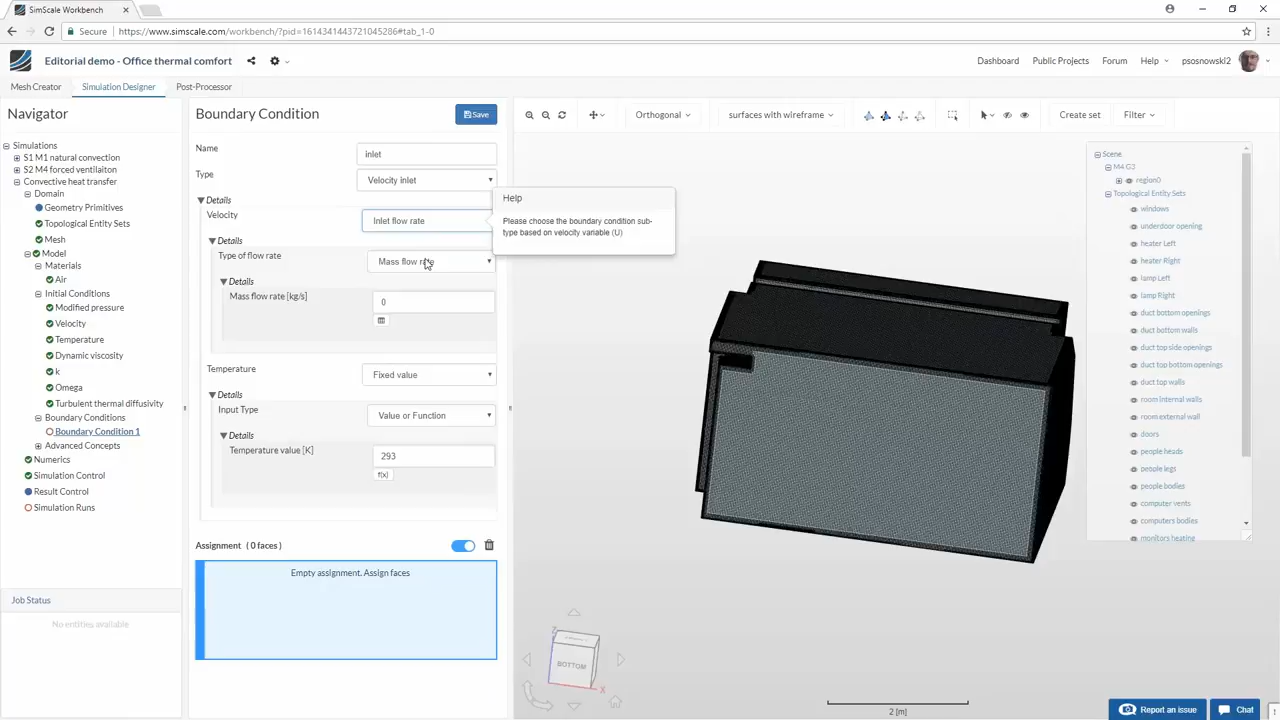 SimScale Workbench
Secure https://www.simscale.com/workbench/?pid=1614341443721045286#tab_1-0
Editorial demo - Office thermal comfort
Dashboard Public Projects Forum Help psosnowski2
Mesh Creator Simulation Designer Post-Processor
Navigator
Simulations
S1 M1 natural convection
S2 M4 forced ventilaiton
Convective heat transfer
Domain
Geometry Primitives
Topological Entity Sets
Mesh
Model
Materials
Air
Initial Conditions
Modified pressure
Velocity
Temperature
Dynamic viscosity
k
Omega
Turbulent thermal diffusivity
Boundary Conditions
Boundary Condition 1
Advanced Concepts
Numerics
Simulation Control
Result Control
Simulation Runs
Job Status
No entities available
Boundary Condition
Save
Name inlet
Type Velocity inlet
Details
Velocity Inlet flow rate
Details
Type of flow rate Mass flow rate
Details
Mass flow rate [kg/s] 0
Temperature Fixed value
Details
Input Type Value or Function
Details
Temperature value [K] 293
f(x)
Assignment ( 0 faces )
Empty assignment. Assign faces
Help
Please choose the boundary condition sub-
type based on velocity variable (U)
Orthogonal surfaces with wireframe Create set Filter
Scene
M4 G3
region0
Topological Entity Sets
windows
underdoor opening
heater Left
heater Right
lamp Left
lamp Right
duct bottom openings
duct bottom walls
duct top side openings
duct top bottom openings
duct top walls
room internal walls
room external wall
doors
people heads
people legs
people bodies
computer vents
computers bodies
monitors heating
Z
BOTTOM
X
2 [m]
Report an issue Chat